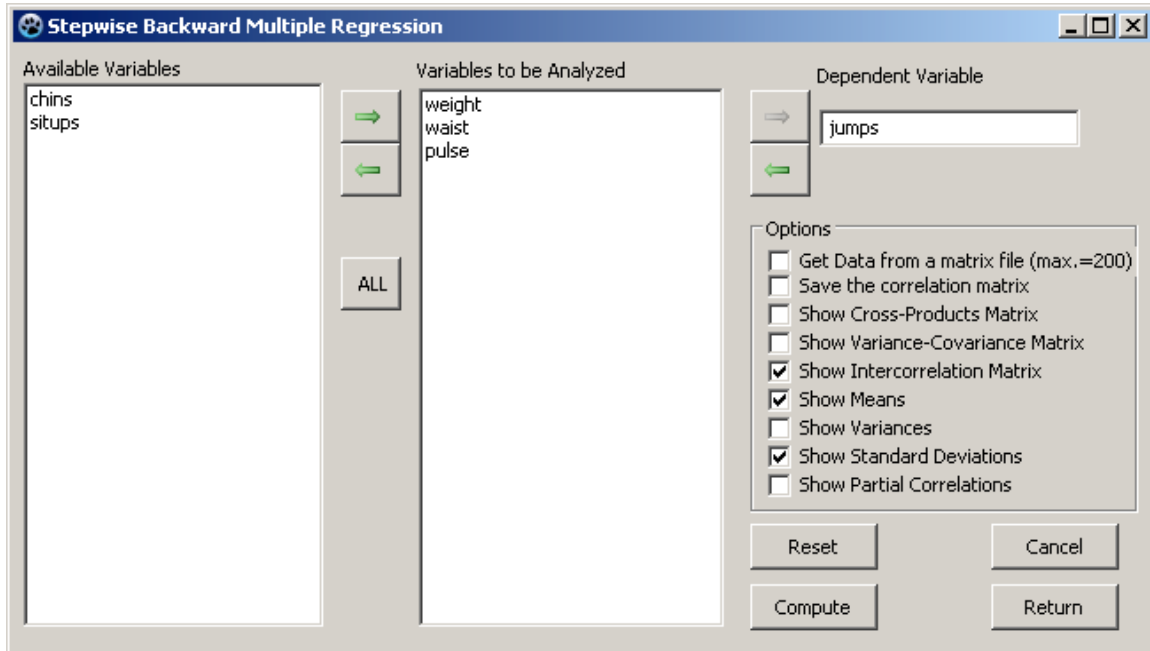 Stepwise Backward Multiple Regression
Available Variables
chins
situps
ALL
Variables to be Analyzed
weight
waist
pulse
Dependent Variable
jumps
Options
Get Data from a matrix file (max.=200)
Save the correlation matrix
Show Cross-Products Matrix
Show Variance-Covariance Matrix
Show Intercorrelation Matrix
Show Means
Show Variances
Show Standard Deviations
Show Partial Correlations
Reset
Cancel
Compute
Return